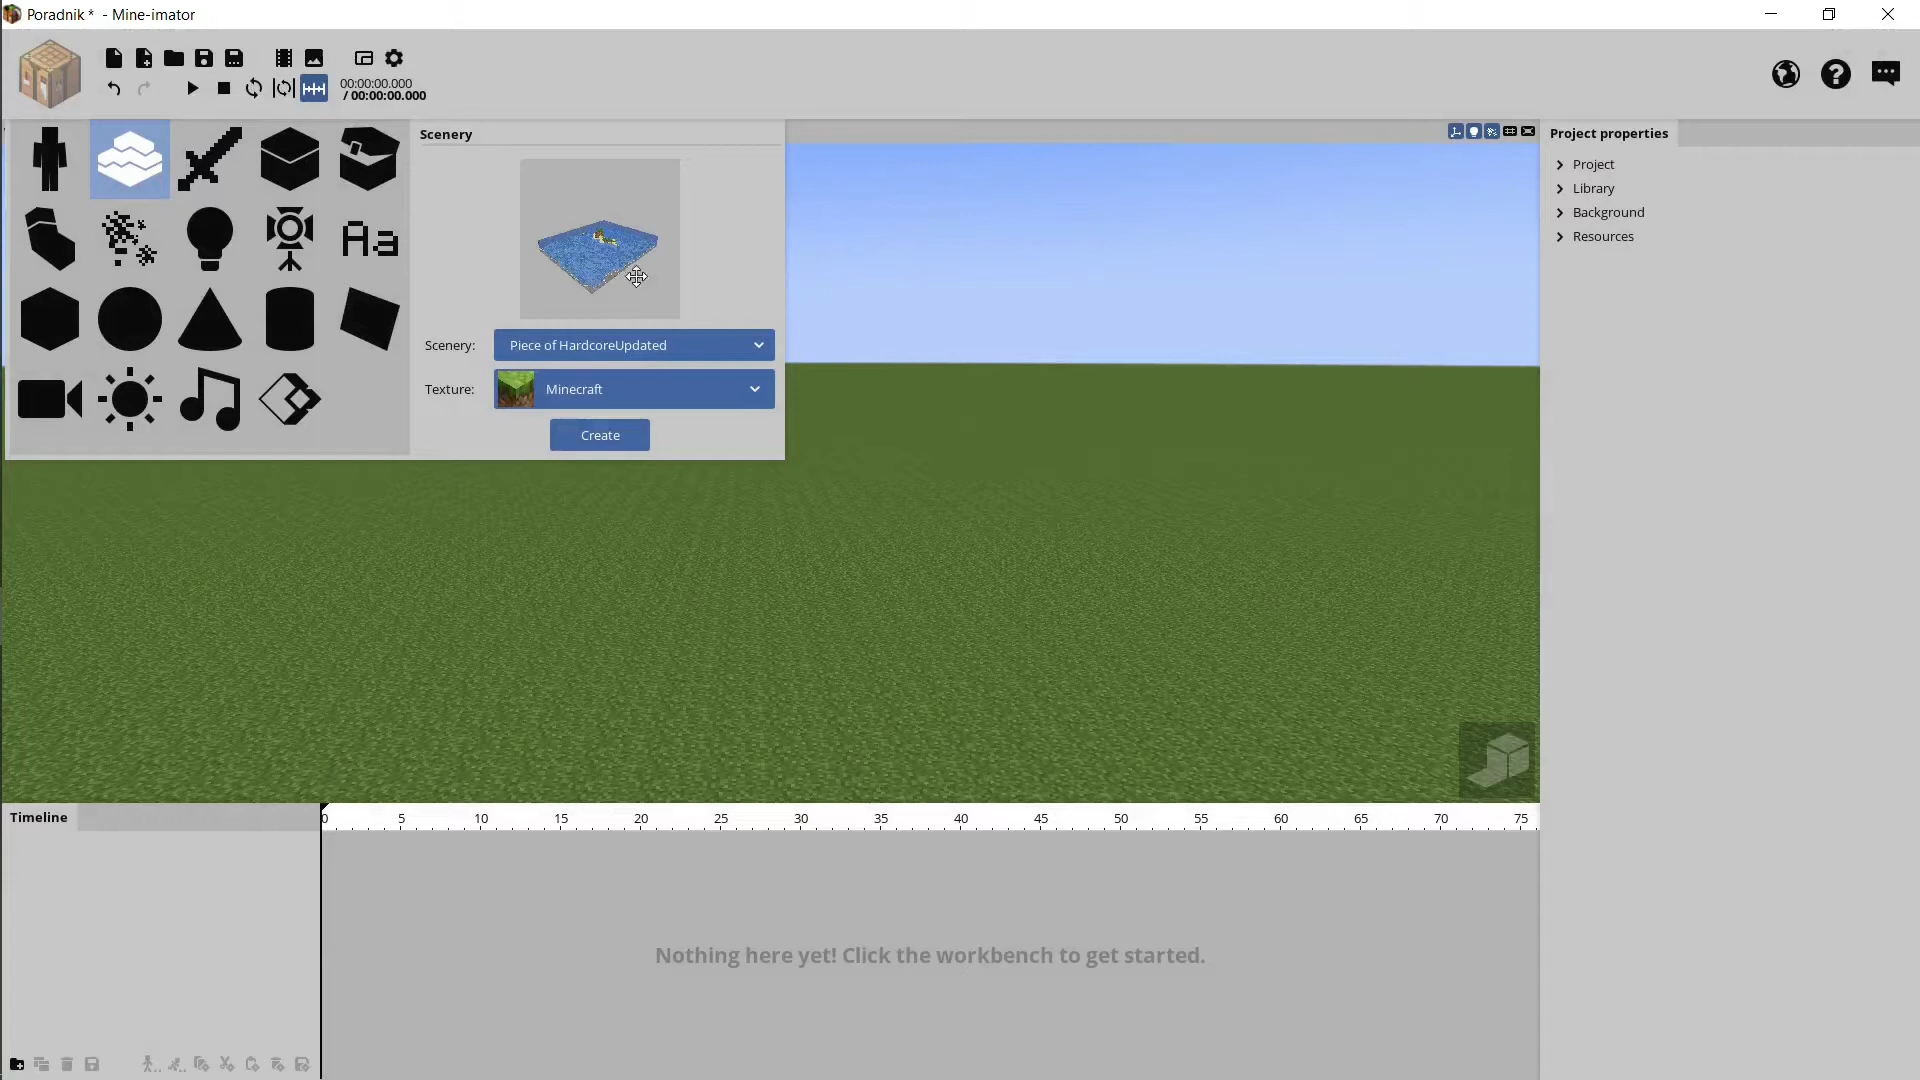 Poradnik * - Mine-imator
00:00:00.000
/ 00:00:00.000
Scenery
Project properties
Project
Library
Background
Resources
Aa
Scenery: Piece of HardcoreUpdated
Texture: Minecraft
Create
Timeline
0 5 10 15 20 25 30 35 40 45 50 55 60 65 70 75
Nothing here yet! Click the workbench to get started.